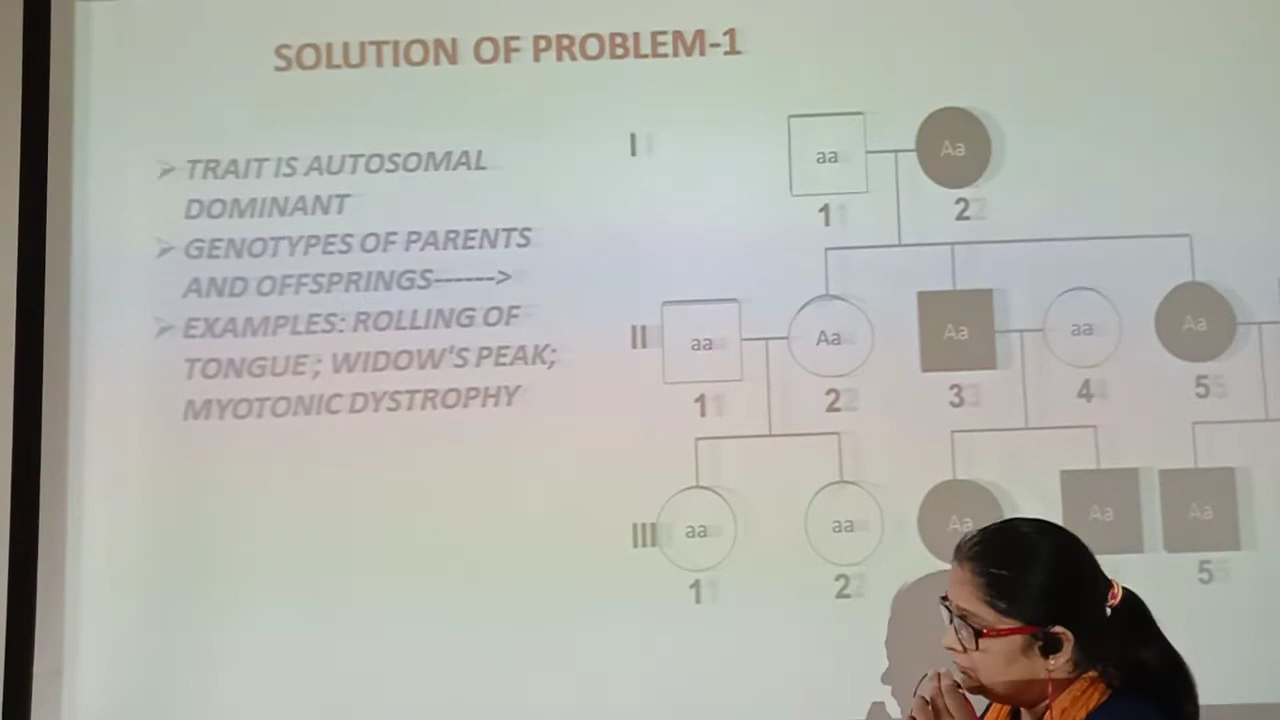 SOLUTION OF PROBLEM-1
➤ TRAIT IS AUTOSOMAL
DOMINANT
➤ GENOTYPES OF PARENTS
AND OFFSPRINGS------>
➤ EXAMPLES: ROLLING OF
TONGUE; WIDOW'S PEAK;
MYOTONIC DYSTROPHY
I aa Aa
1 2
II aa Aa Aa aa Aa
1 2 3 4 5
III aa aa Aa Aa Aa
1 2 5